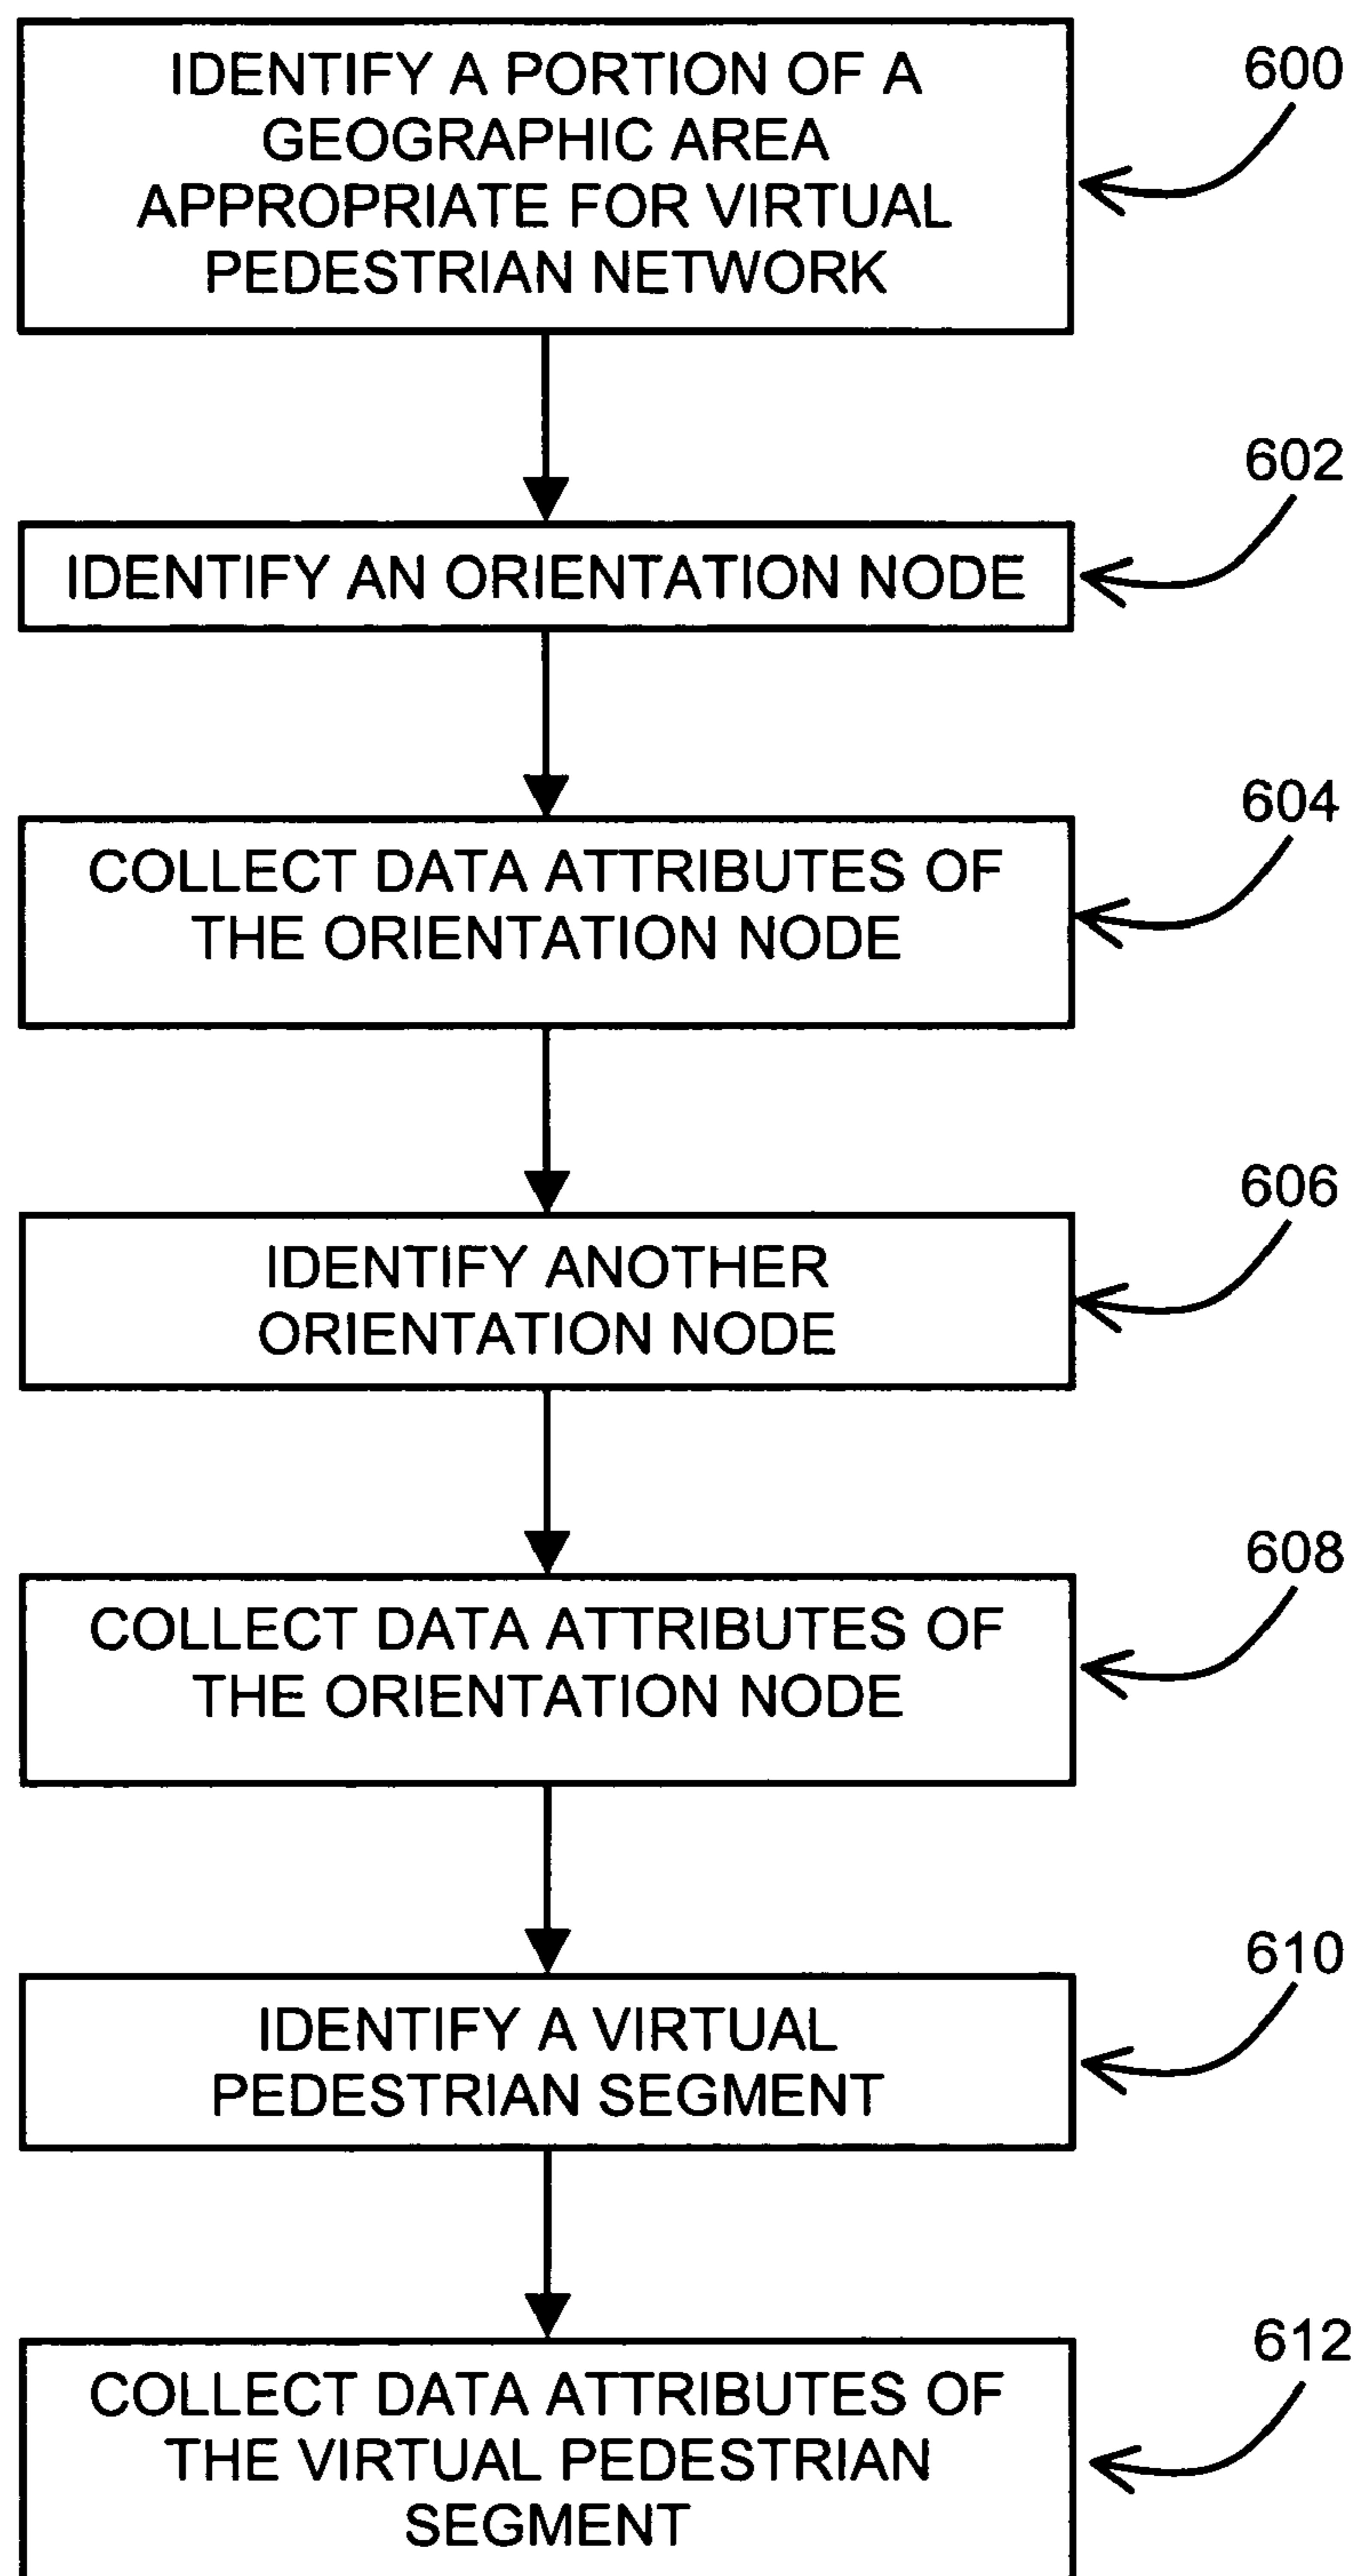 IDENTIFY A PORTION OF A
GEOGRAPHIC AREA
APPROPRIATE FOR VIRTUAL
PEDESTRIAN NETWORK
600
IDENTIFY AN ORIENTATION NODE
602
COLLECT DATA ATTRIBUTES OF
THE ORIENTATION NODE
604
IDENTIFY ANOTHER
ORIENTATION NODE
606
COLLECT DATA ATTRIBUTES OF
THE ORIENTATION NODE
608
IDENTIFY A VIRTUAL
PEDESTRIAN SEGMENT
610
COLLECT DATA ATTRIBUTES OF
THE VIRTUAL PEDESTRIAN
SEGMENT
612